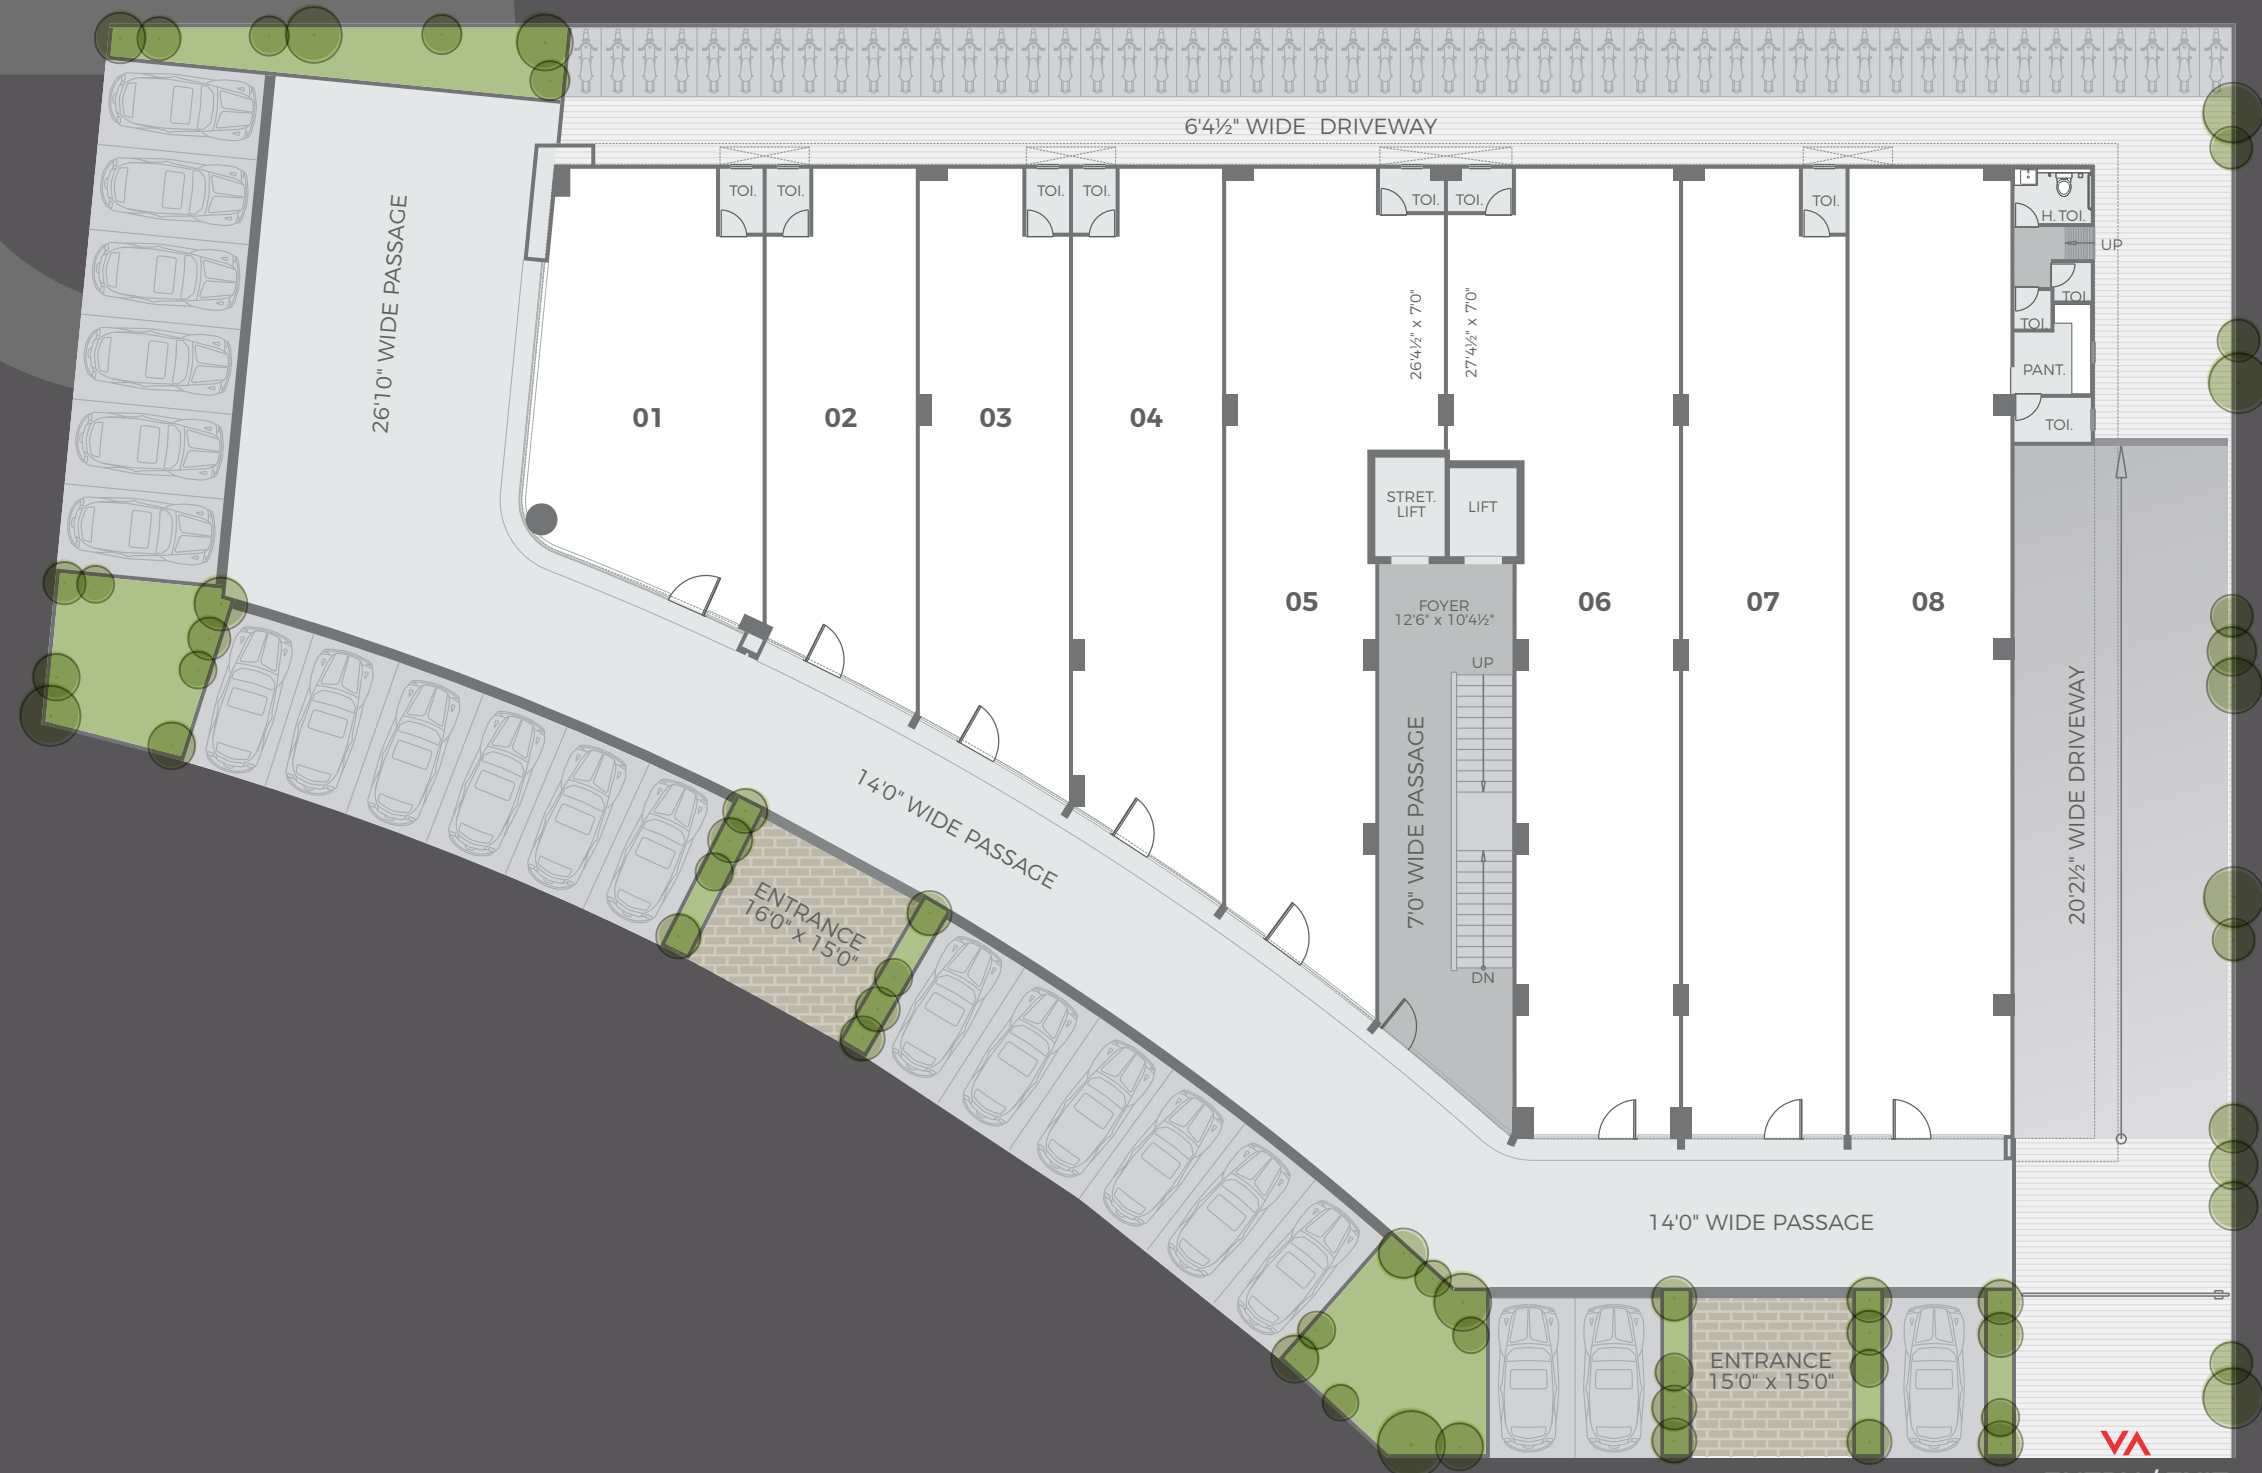 6'4½" WIDE DRIVEWAY
TOI.
TOI.
TOI.
TOI.
TOI.
TOI.
TOI.
H. TOI.
UP
TOI.
TOI.
PANT.
TOI.
26'10" WIDE PASSAGE
26'4½" x 7'0"
27'4½" x 7'0"
01
02
03
04
STRET.
LIFT
LIFT
05
06
07
08
FOYER
12'6" x 10'4½"
UP
7'0" WIDE PASSAGE
DN
20'2½" WIDE DRIVEWAY
14'0" WIDE PASSAGE
ENTRANCE
16'0" x 15'0"
14'0" WIDE PASSAGE
ENTRANCE
15'0" x 15'0"